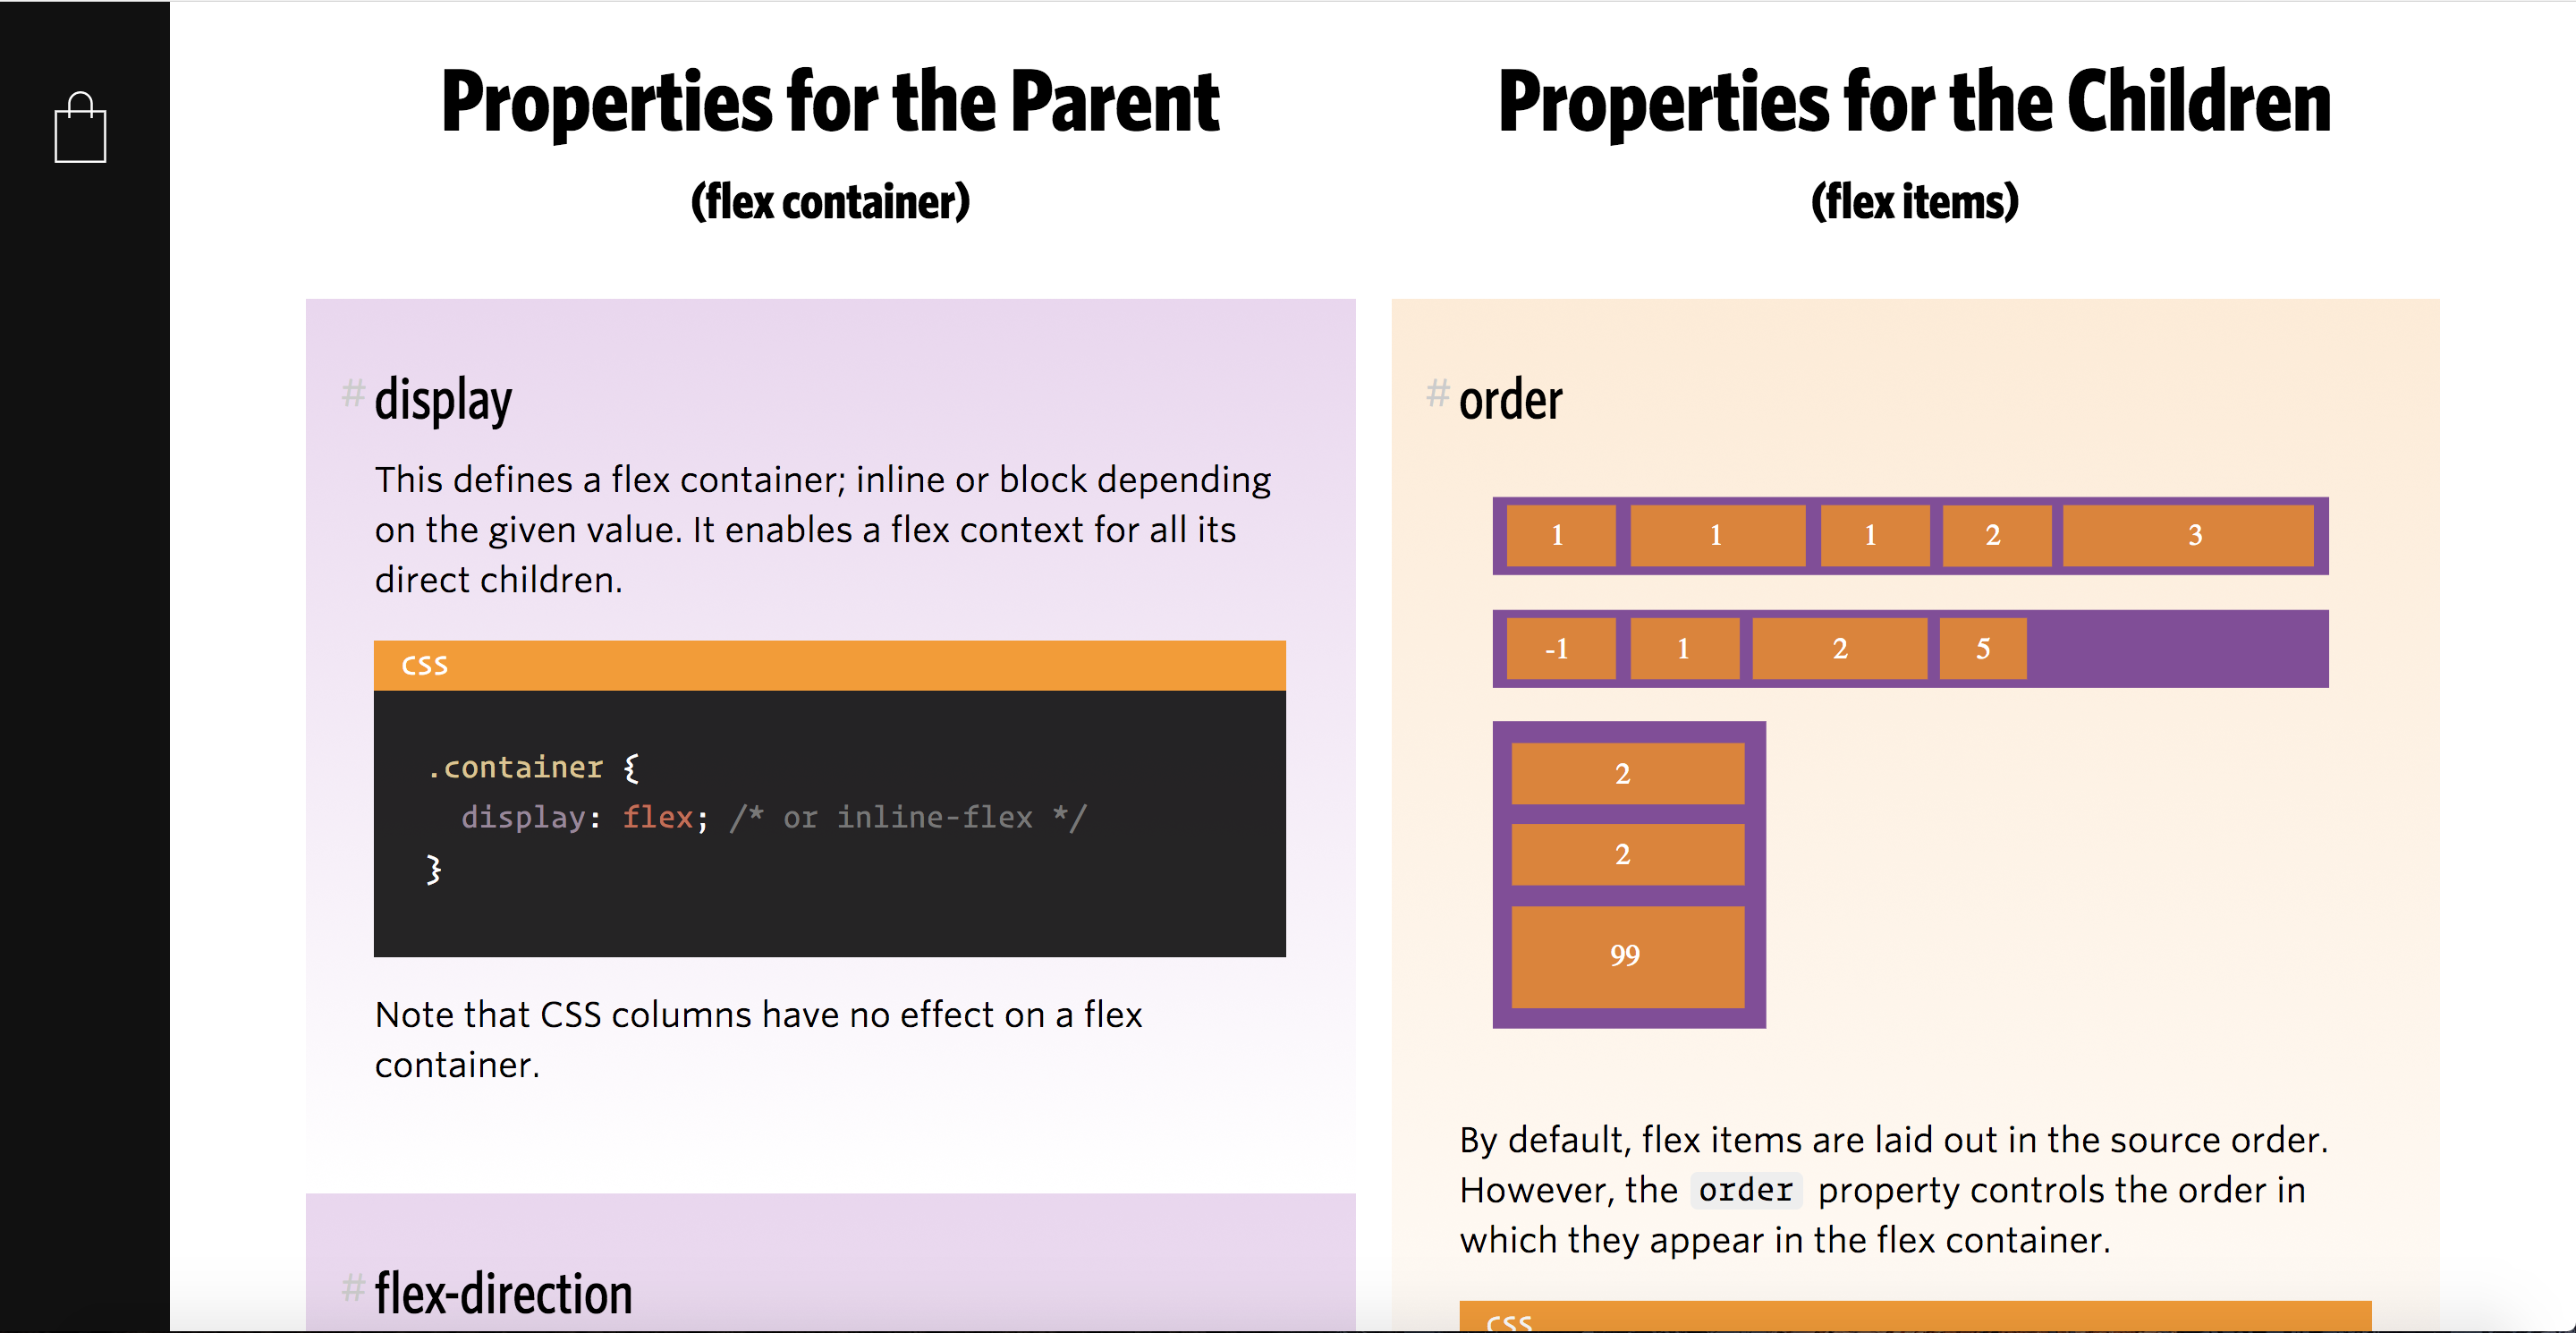 Properties for the Parent
(flex container)
# display
This defines a flex container; inline or block depending
on the given value. It enables a flex context for all its
direct children.
CSS
.container {
display: flex; /* or inline-flex */
}
Note that CSS columns have no effect on a flex
container.
# flex-direction
Properties for the Children
(flex items)
# order
1 1 1 2 3
-1 1 2 5
2
2
99
By default, flex items are laid out in the source order.
However, the order property controls the order in
which they appear in the flex container.
CSS